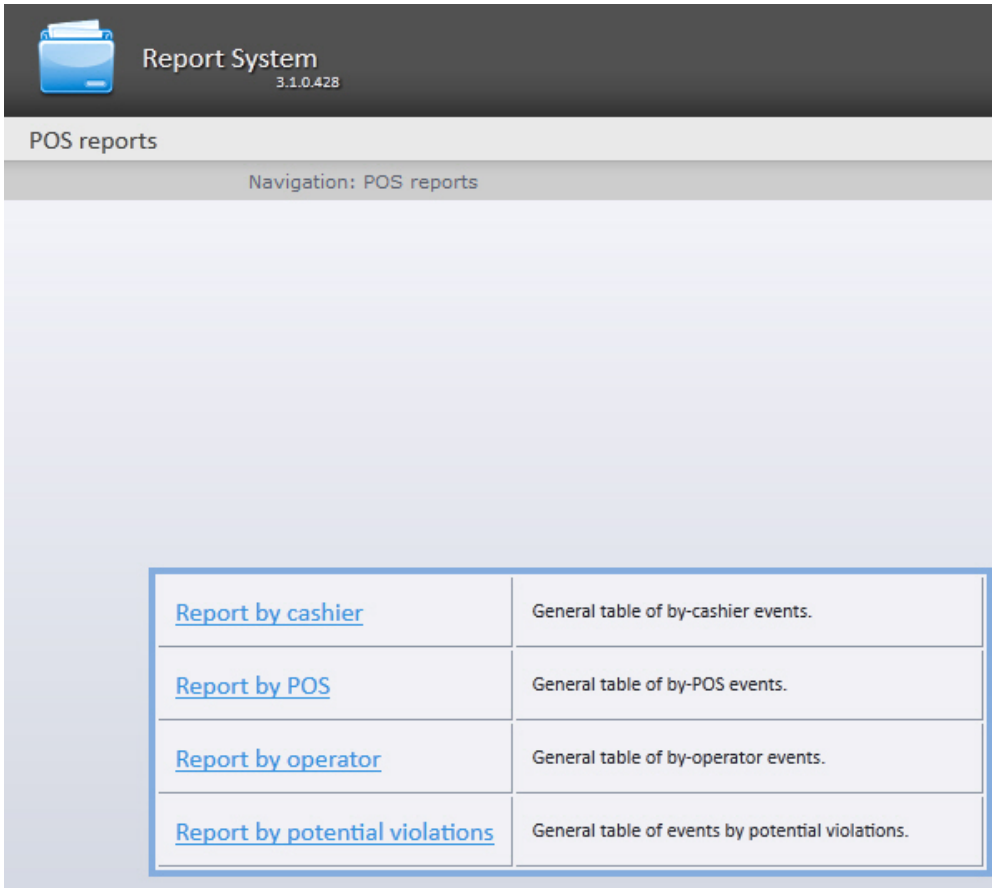 Report System
3.1.0.428
POS reports
Navigation: POS reports
Report by cashier General table of by-cashier events.
Report by POS General table of by-POS events.
Report by operator General table of by-operator events.
Report by potential violations General table of events by potential violations.